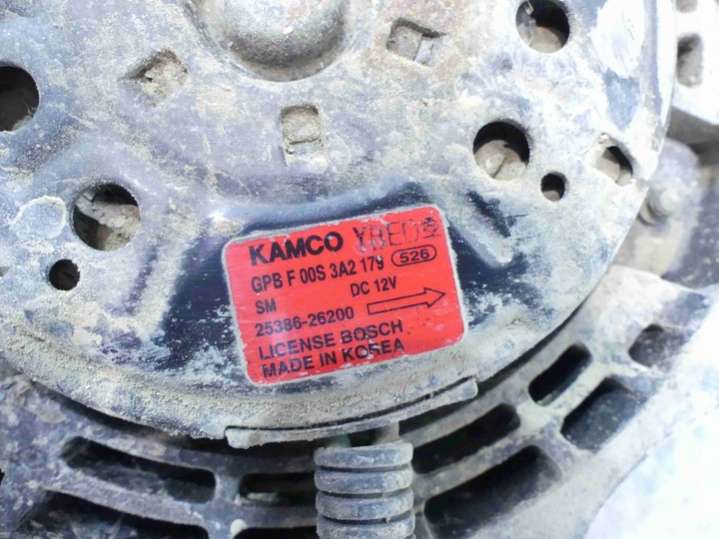 KAMCO
GPB F 00S 3A2 179 526
SM DC 12V
25386-26200
LICENSE BOSCH
MADE IN KOREA